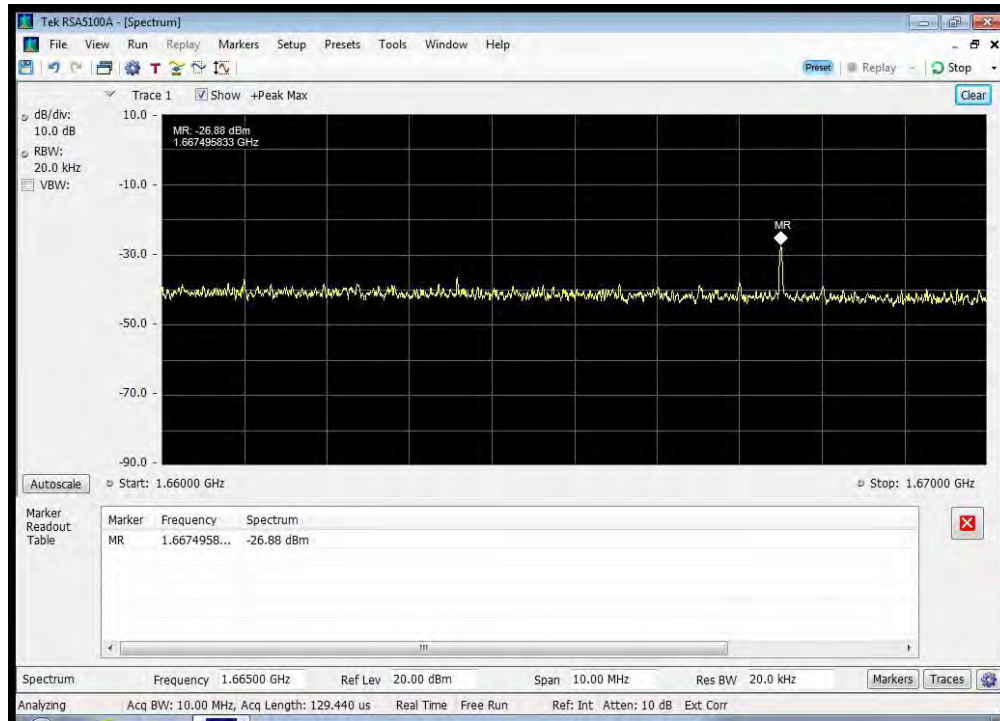 Tek RSA5100A - [Spectrum]
File View Run Replay Markers Setup Presets Tools Window Help
T Preset Replay Stop
Trace 1 Show +Peak Max Clear
dB/div:
10.0 dB
RBW:
20.0 kHz
VBW:
10.0
-10.0
-30.0
-50.0
-70.0
-90.0
MR: -26.88 dBm
1.667495833 GHz
MR
Autoscale Start: 1.66000 GHz Stop: 1.67000 GHz
Marker
Readout
Table
Marker Frequency Spectrum
MR 1.6674958... -26.88 dBm
Spectrum Frequency 1.66500 GHz Ref Lev 20.00 dBm Span 10.00 MHz Res BW 20.0 kHz Markers Traces
Analyzing Acq BW: 10.00 MHz, Acq Length: 129.440 us Real Time Free Run Ref: Int Atten: 10 dB Ext Corr